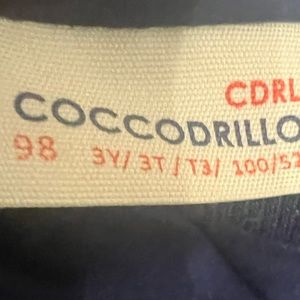 CDRL
COCCODRILLO
98 3Y/ 3T / T3/ 100/52